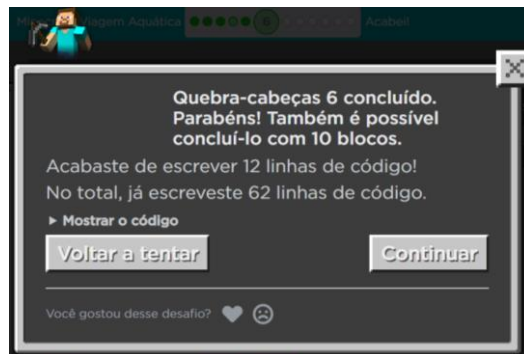 Viagem Aquática 6 Acabei!
Quebra-cabeças 6 concluído.
Parabéns! Também é possível
concluí-lo com 10 blocos.
Acabaste de escrever 12 linhas de código!
No total, já escreveste 62 linhas de código.
▸ Mostrar o código
Voltar a tentar
Continuar
Você gostou desse desafio?